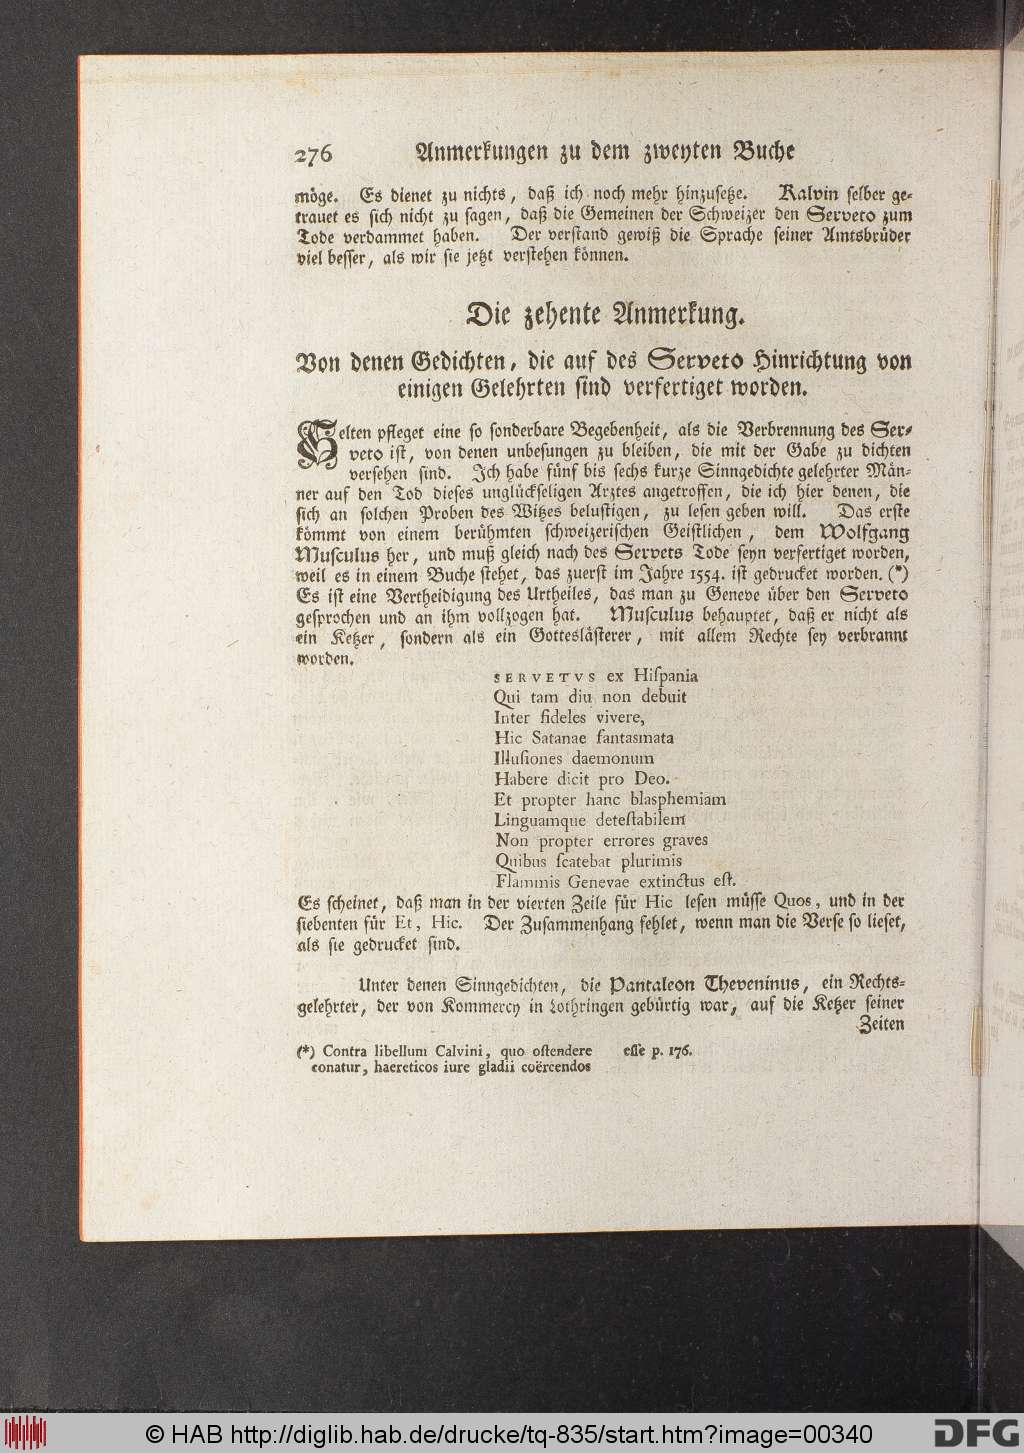 276 Anmerkungen zu dem zweyten Buche
möge. Es dienet zu nichts, daß ich noch mehr hinzusetze. Kalvin selber ge-
trauet es sich nicht zu sagen, daß die Gemeinen der Schweizer den Serveto zum
Tode verdammet haben. Der verstand gewiß die Sprache seiner Amtsbrüder
viel besser, als wir sie jetzt verstehen können.
Die zehente Anmerkung.
Von denen Gedichten, die auf des Serveto Hinrichtung von
einigen Gelehrten sind verfertiget worden.
Selten pfleget eine so sonderbare Begebenheit, als die Verbrennung des Ser-
veto ist, von denen unbesungen zu bleiben, die mit der Gabe zu dichten
versehen sind. Ich habe fünf bis sechs kurze Sinngedichte gelehrter Män-
ner auf den Tod dieses unglückseligen Arztes angetroffen, die ich hier denen, die
sich an solchen Proben des Witzes belustigen, zu lesen geben will. Das erste
kömmt von einem berühmten schweizerischen Geistlichen, dem Wolfgang
Musculus her, und muß gleich nach des Servets Tode seyn verfertiget worden,
weil es in einem Buche stehet, das zuerst im Jahre 1554. ist gedrucket worden. (*)
Es ist eine Vertheidigung des Urtheiles, das man zu Geneve über den Serveto
gesprochen und an ihm vollzogen hat. Musculus behauptet, daß er nicht als
ein Ketzer, sondern als ein Gotteslästerer, mit allem Rechte sey verbrannt
worden.
SERVETVS ex Hiſpania
Qui tam diu non debuit
Inter fideles vivere,
Hic Satanae fantasmata
Illuſiones daemonum
Habere dicit pro Deo.
Et propter hanc blasphemiam
Linguamque deteſtabilem
Non propter errores graves
Quibus ſcatebat plurimis
Flammis Genevae extinctus eſt.
Es scheinet, daß man in der vierten Zeile für Hic lesen müsse Quos, und in der
siebenten für Et, Hic. Der Zusammenhang fehlet, wenn man die Verse so lieset,
als sie gedrucket sind.
Unter denen Sinngedichten, die Pantaleon Theveninus, ein Rechts-
gelehrter, der von Kommercy in Lothringen gebürtig war, auf die Ketzer seiner
Zeiten
(*) Contra libellum Calvini, quo oſtendere
conatur, haereticos iure gladii coërcendos
eſſe p. 176.
© HAB http://diglib.hab.de/drucke/tq-835/start.htm?image=00340
DFG